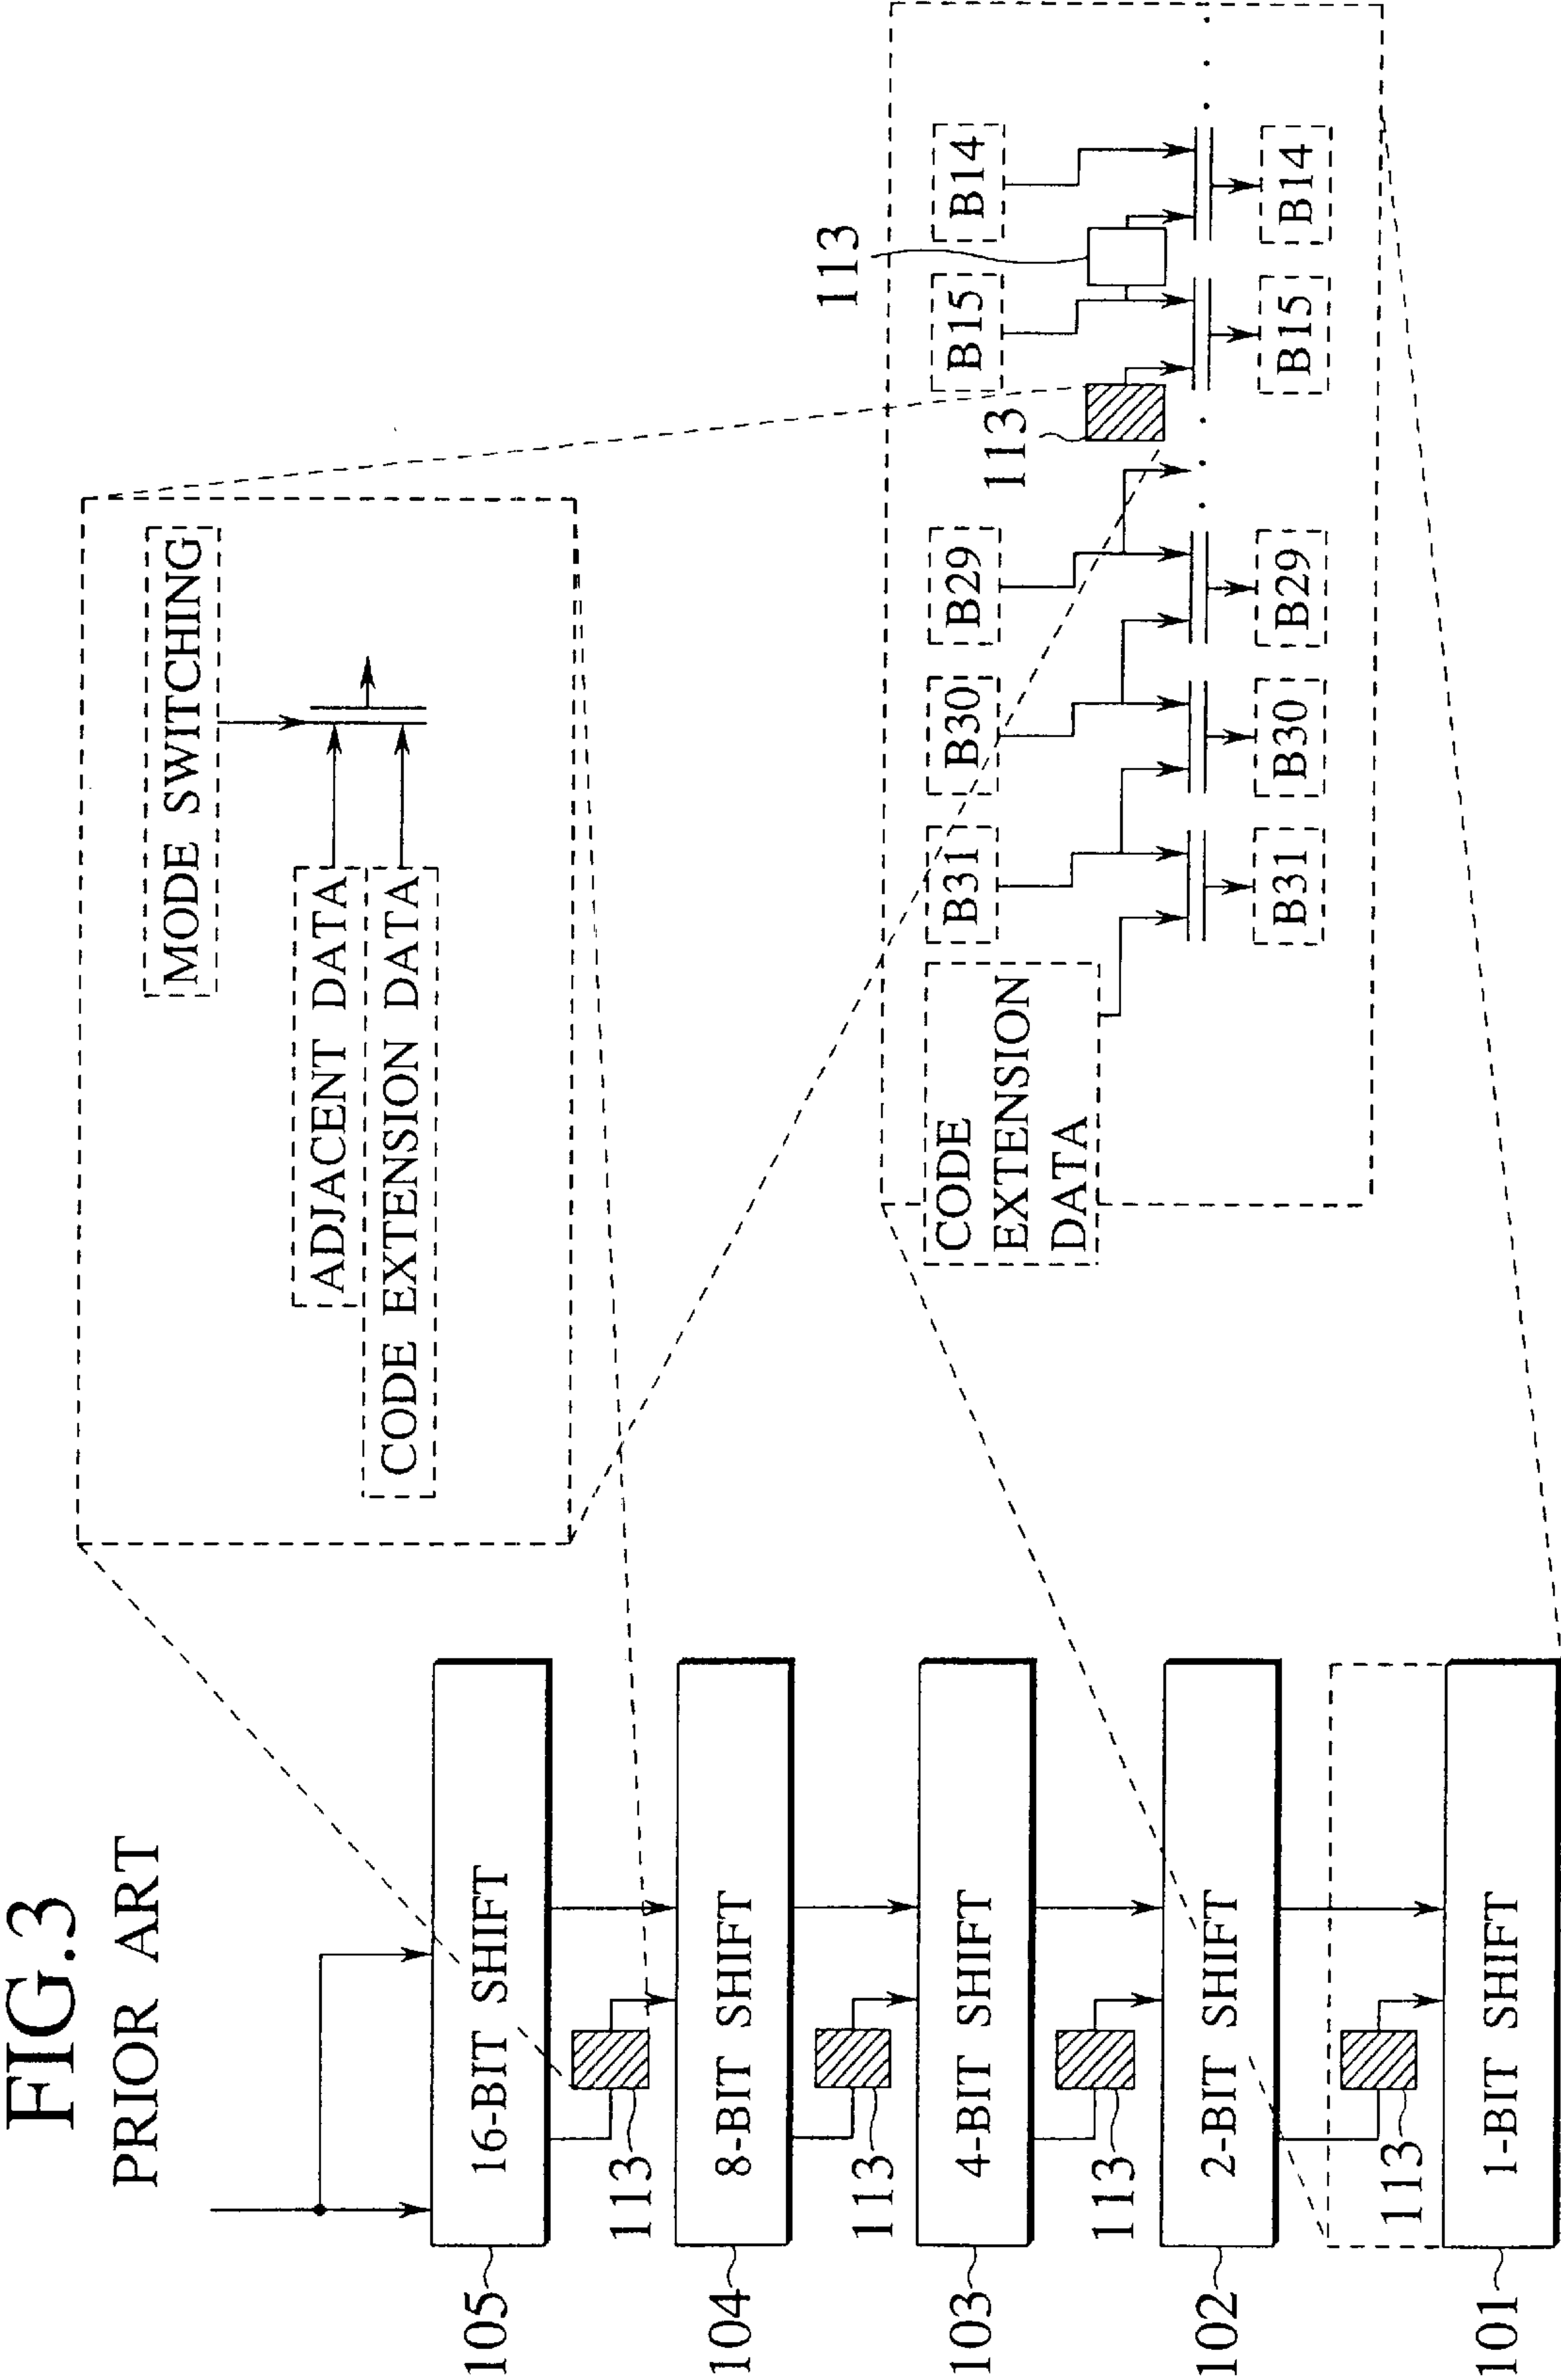 FIG.3
PRIOR ART
105
16-BIT SHIFT
113
104
8-BIT SHIFT
113
103
4-BIT SHIFT
113
102
2-BIT SHIFT
113
101
1-BIT SHIFT
MODE SWITCHING
ADJACENT DATA
CODE EXTENSION DATA
113
113
CODE
EXTENSION
DATA
B31 B30 B29 B15 B14
B31 B30 B29 B15 B14